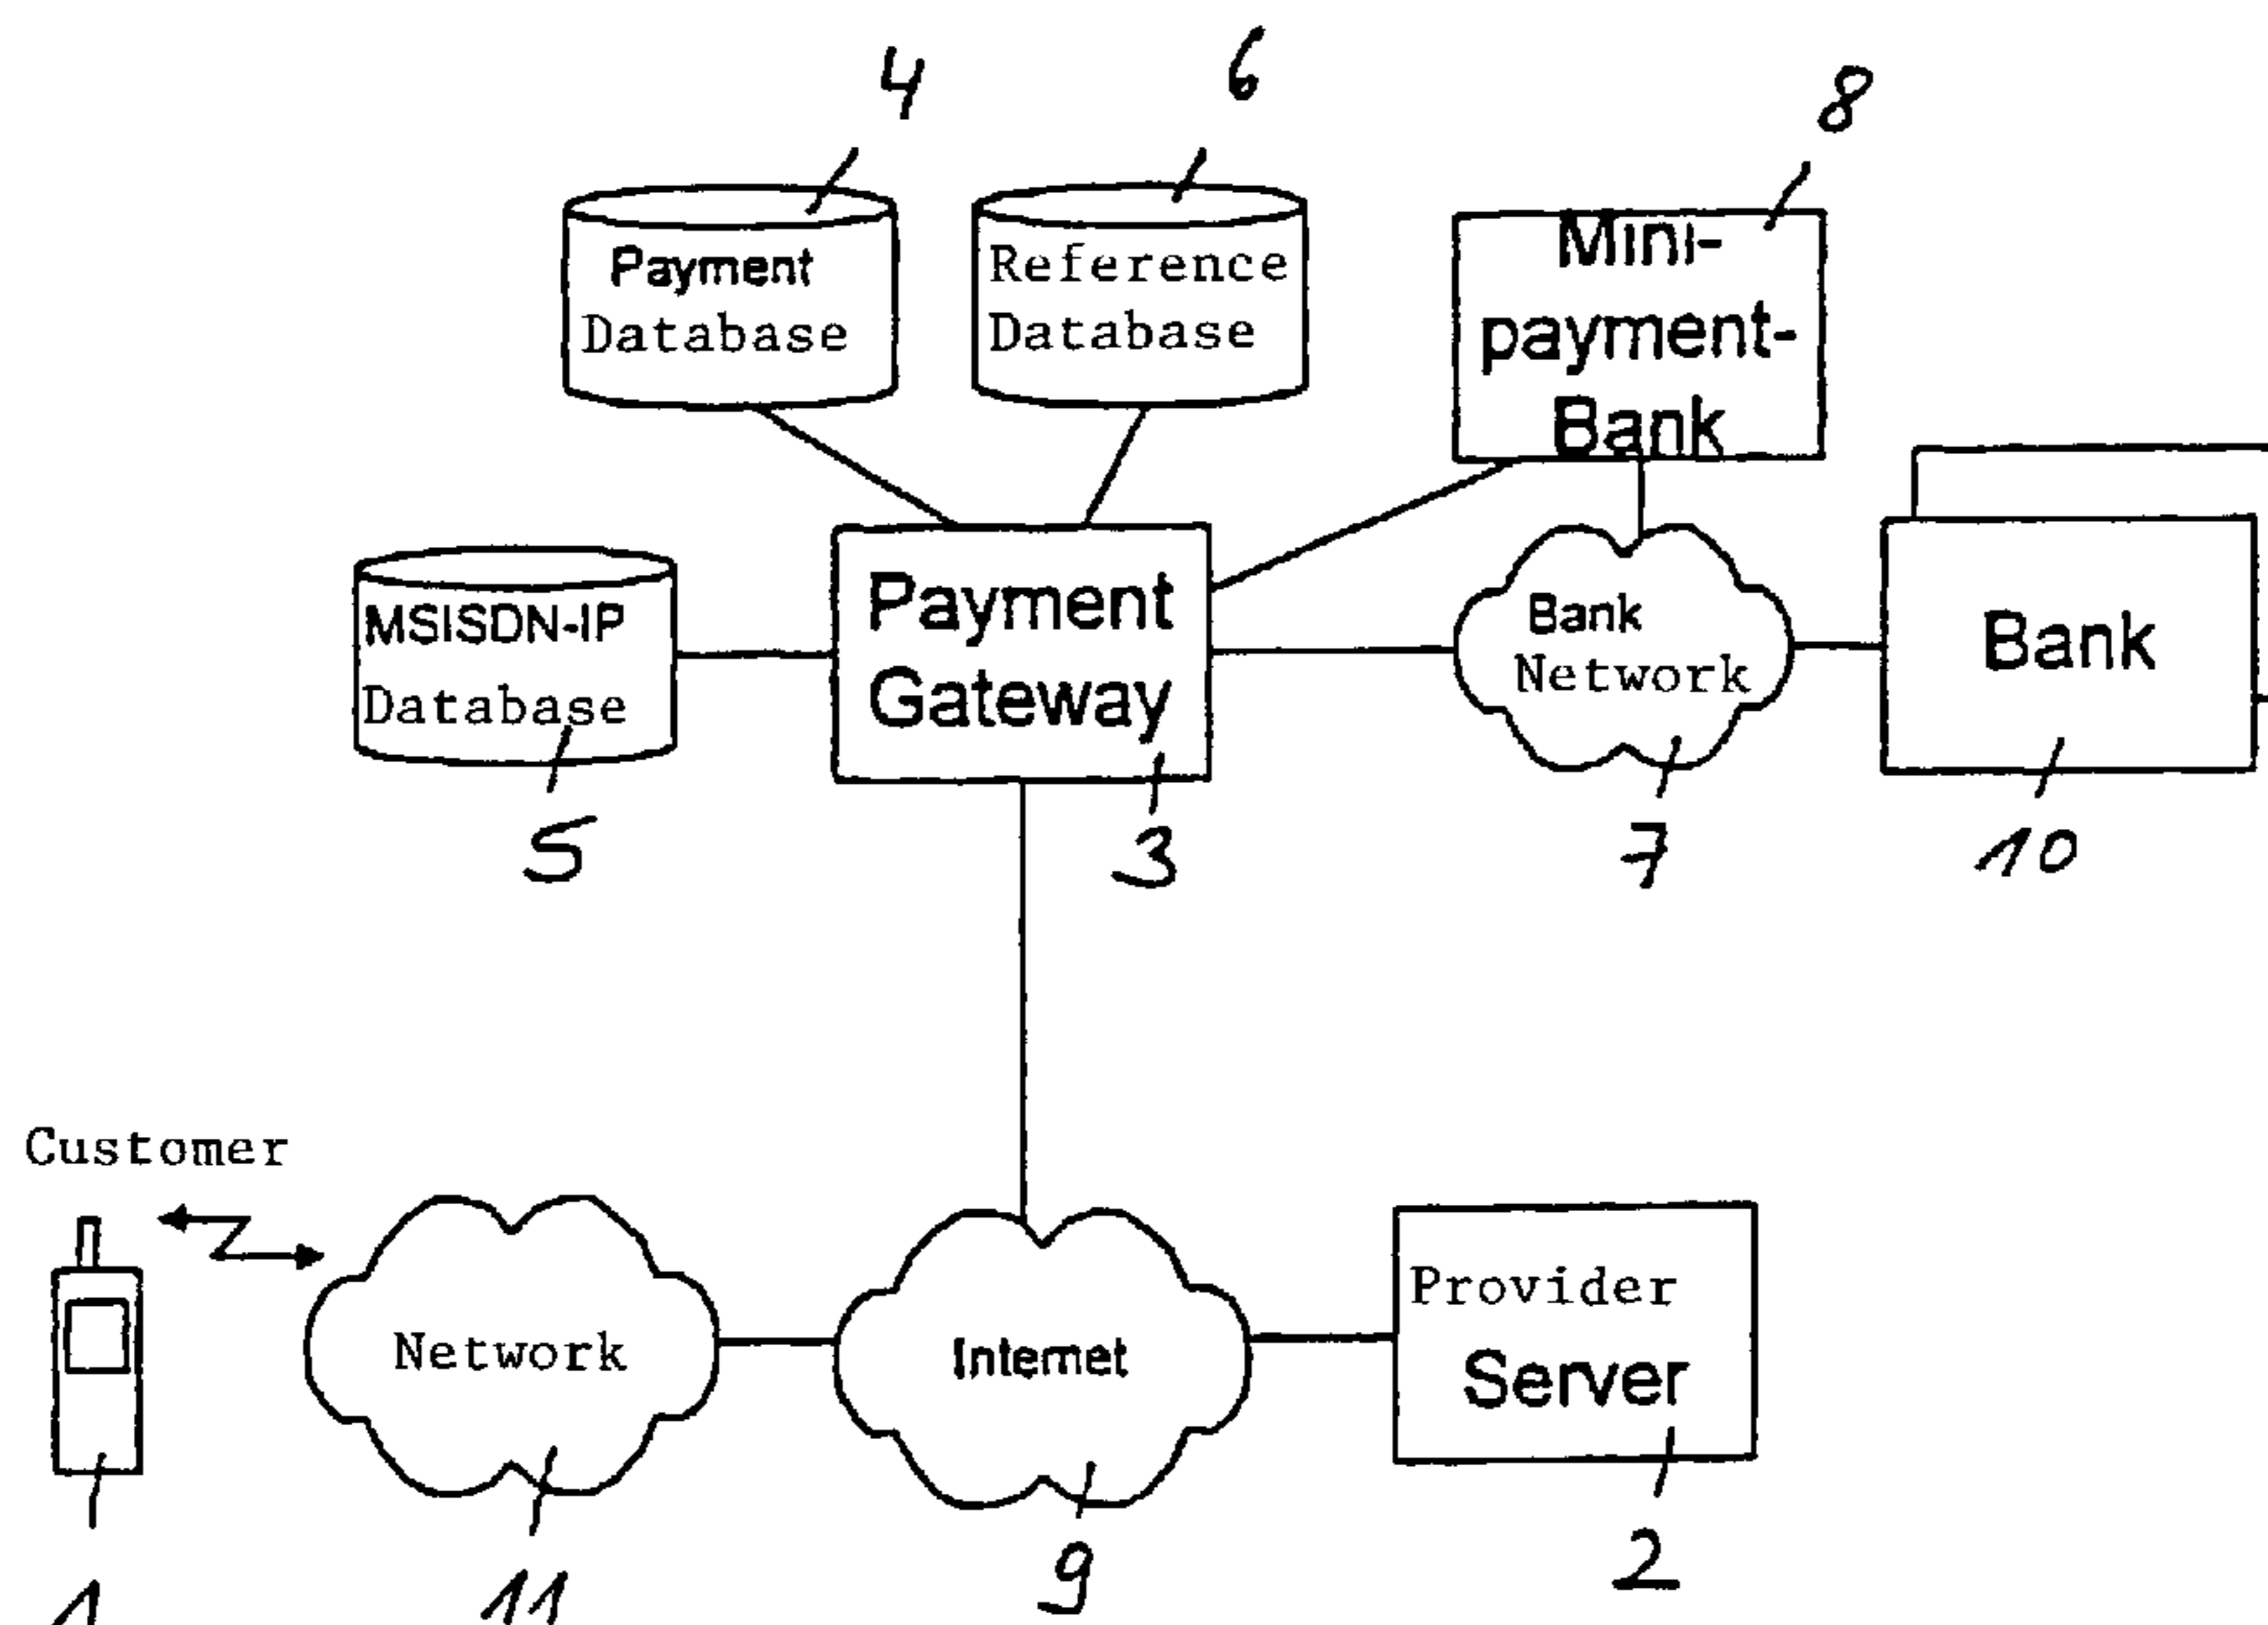 4
6
8
Payment
Database
Reference
Database
Mini-
payment-
Bank
MSISDN-IP
Database
Payment
Gateway
Bank
Network
Bank
5
3
7
10
Customer
Network
Internet
Provider
Server
1
11
9
2